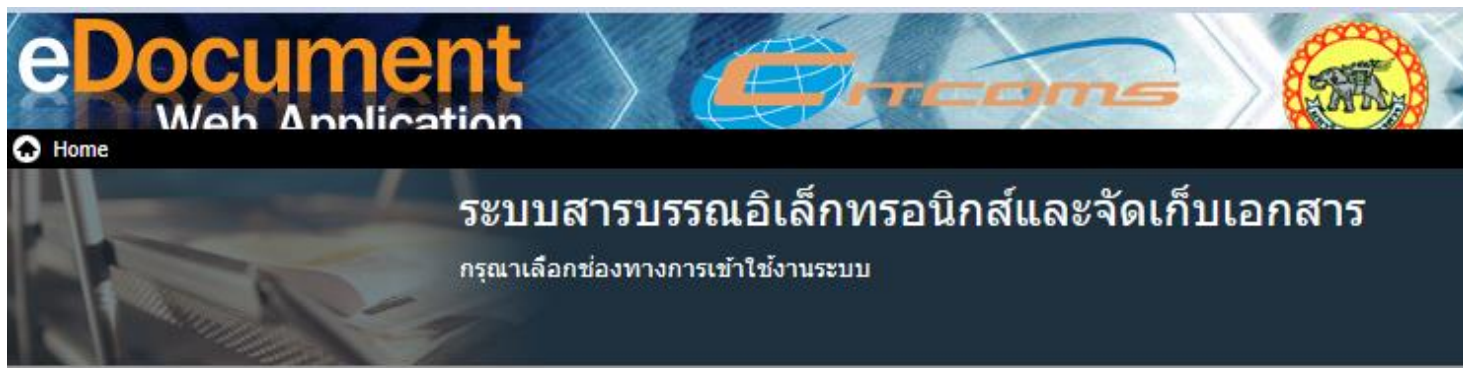 eDocument
Web Application
CITCOMS
Home
ระบบสารบรรณอิเล็กทรอนิกส์และจัดเก็บเอกสาร
กรุณาเลือกช่องทางการเข้าใช้งานระบบ